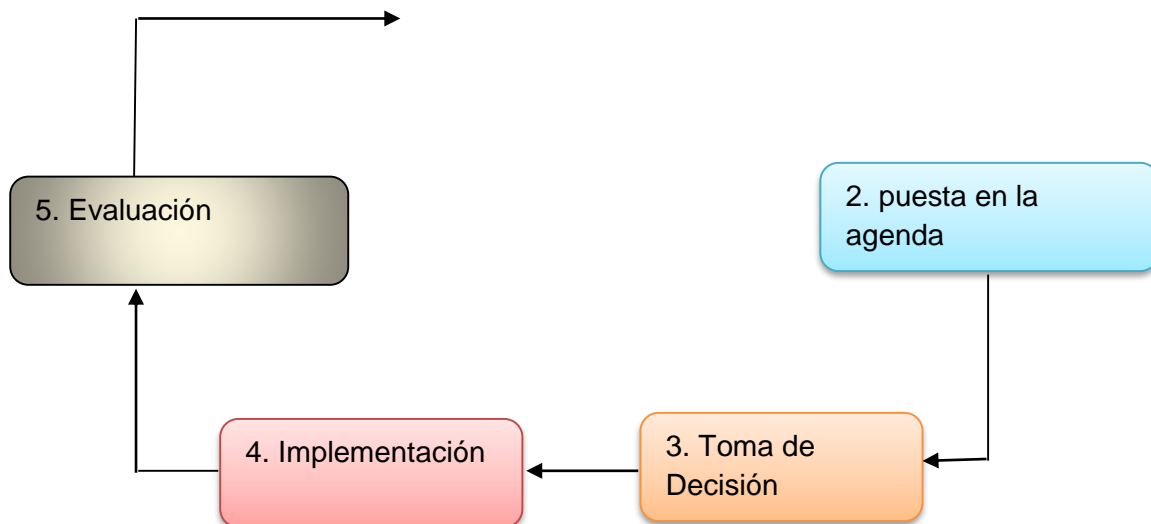 5. Evaluación
2. puesta en la
agenda
4. Implementación
3. Toma de
Decisión